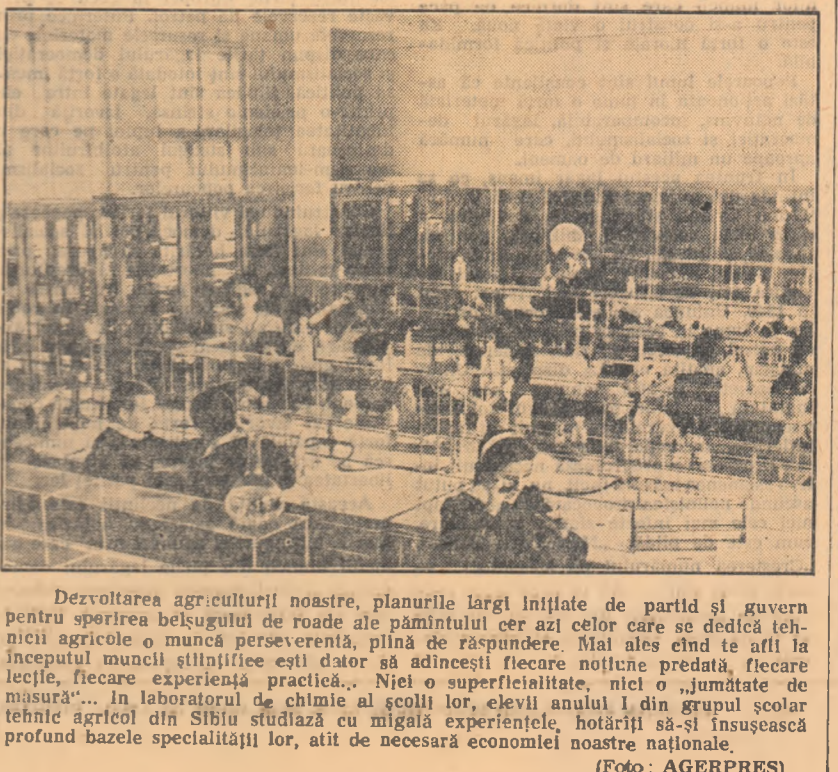 Dezvoltarea agriculturii noastre, planurile largi inițiate de partid și guvern
pentru sporirea belșugului de roade ale pămîntului cer azi celor care se dedică teh-
nicii agricole o muncă perseverentă, plină de răspundere. Mai ales cînd te afli la
începutul muncii științifice ești dator să adîncești fiecare noțiune predată, fiecare
lecție, fiecare experiență practică... Nici o superficialitate, nici o „jumătate de
măsură“... In laboratorul de chimie al școlii lor, elevii anului I din grupul școlar
tehnic agricol din Sibiu studiază cu migală experiențele, hotărîți să-și însușească
profund bazele specialității lor, atît de necesară economiei noastre naționale.
(Foto: AGERPRES)